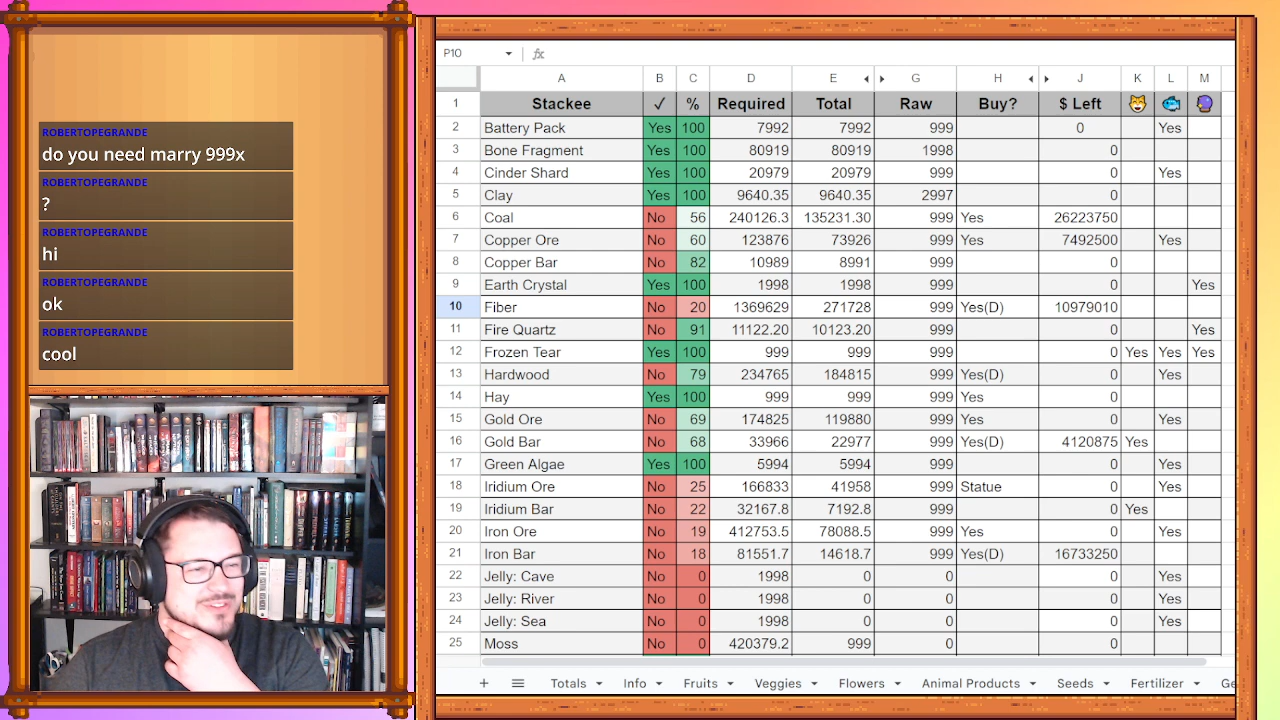 ROBERTOPEGRANDE
do you need marry 999x
ROBERTOPEGRANDE
?
ROBERTOPEGRANDE
hi
ROBERTOPEGRANDE
ok
ROBERTOPEGRANDE
cool
P10 fx
A B C D E G H J K L M
1 Stackee ✓ % Required Total Raw Buy? $ Left
2 Battery Pack Yes 100 7992 7992 999 0 Yes
3 Bone Fragment Yes 100 80919 80919 1998 0
4 Cinder Shard Yes 100 20979 20979 999 0 Yes
5 Clay Yes 100 9640.35 9640.35 2997 0
6 Coal No 56 240126.3 135231.30 999 Yes 26223750
7 Copper Ore No 60 123876 73926 999 Yes 7492500 Yes
8 Copper Bar No 82 10989 8991 999 0
9 Earth Crystal Yes 100 1998 1998 999 0 Yes
10 Fiber No 20 1369629 271728 999 Yes(D) 10979010
11 Fire Quartz No 91 11122.20 10123.20 999 0 Yes
12 Frozen Tear Yes 100 999 999 999 0 Yes Yes Yes
13 Hardwood No 79 234765 184815 999 Yes(D) 0 Yes
14 Hay Yes 100 999 999 999 Yes 0
15 Gold Ore No 69 174825 119880 999 Yes 0 Yes
16 Gold Bar No 68 33966 22977 999 Yes(D) 4120875 Yes
17 Green Algae Yes 100 5994 5994 999 0 Yes
18 Iridium Ore No 25 166833 41958 999 Statue 0 Yes
19 Iridium Bar No 22 32167.8 7192.8 999 0 Yes
20 Iron Ore No 19 412753.5 78088.5 999 Yes 0 Yes
21 Iron Bar No 18 81551.7 14618.7 999 Yes(D) 16733250
22 Jelly: Cave No 0 1998 0 0 0 Yes
23 Jelly: River No 0 1998 0 0 0 Yes
24 Jelly: Sea No 0 1998 0 0 0 Yes
25 Moss No 0 420379.2 999 0 0
+ Totals Info Fruits Veggies Flowers Animal Products Seeds Fertilizer Ge